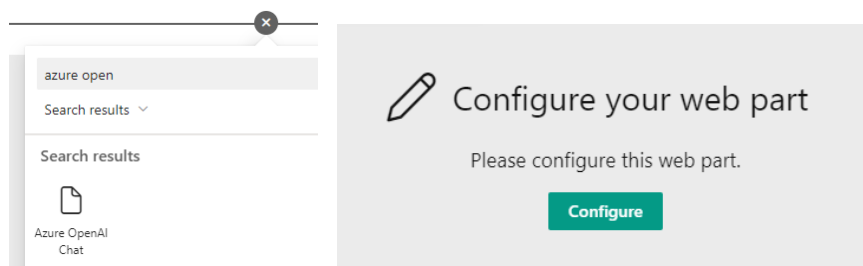 azure open
Search results
Search results
Azure OpenAI
Chat
Configure your web part
Please configure this web part.
Configure